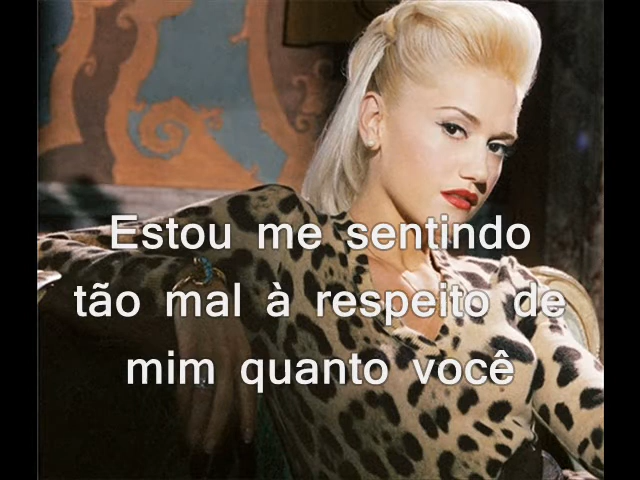 Estou me sentindo
tão mal à respeito de
mim quanto você